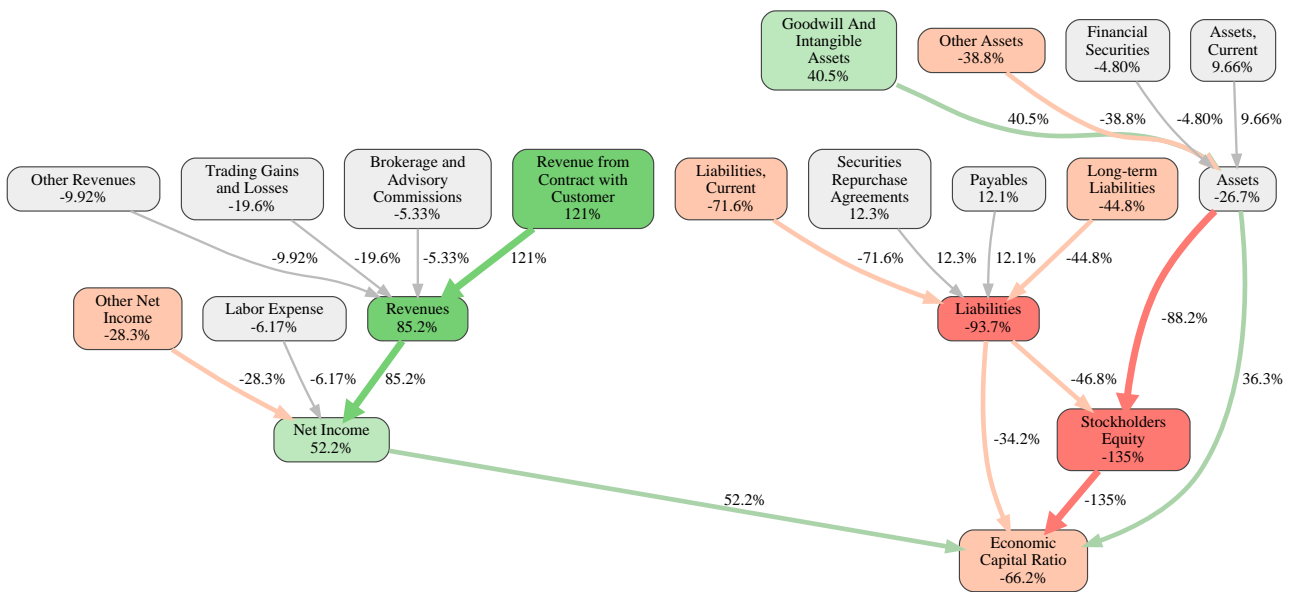 Goodwill And
Intangible
Assets
40.5%
Other Assets
-38.8%
Financial
Securities
-4.80%
Assets,
Current
9.66%
40.5%
-38.8%
-4.80%
9.66%
Other Revenues
-9.92%
Trading Gains
and Losses
-19.6%
Brokerage and
Advisory
Commissions
-5.33%
Revenue from
Contract with
Customer
121%
Liabilities,
Current
-71.6%
Securities
Repurchase
Agreements
12.3%
Payables
12.1%
Long-term
Liabilities
-44.8%
Assets
-26.7%
-9.92%
-19.6%
-5.33%
121%
-71.6%
12.3%
12.1%
-44.8%
Other Net
Income
-28.3%
Labor Expense
-6.17%
Revenues
85.2%
Liabilities
-93.7%
-88.2%
-28.3%
-6.17%
85.2%
-46.8%
36.3%
Net Income
52.2%
-34.2%
Stockholders
Equity
-135%
52.2%
-135%
Economic
Capital Ratio
-66.2%